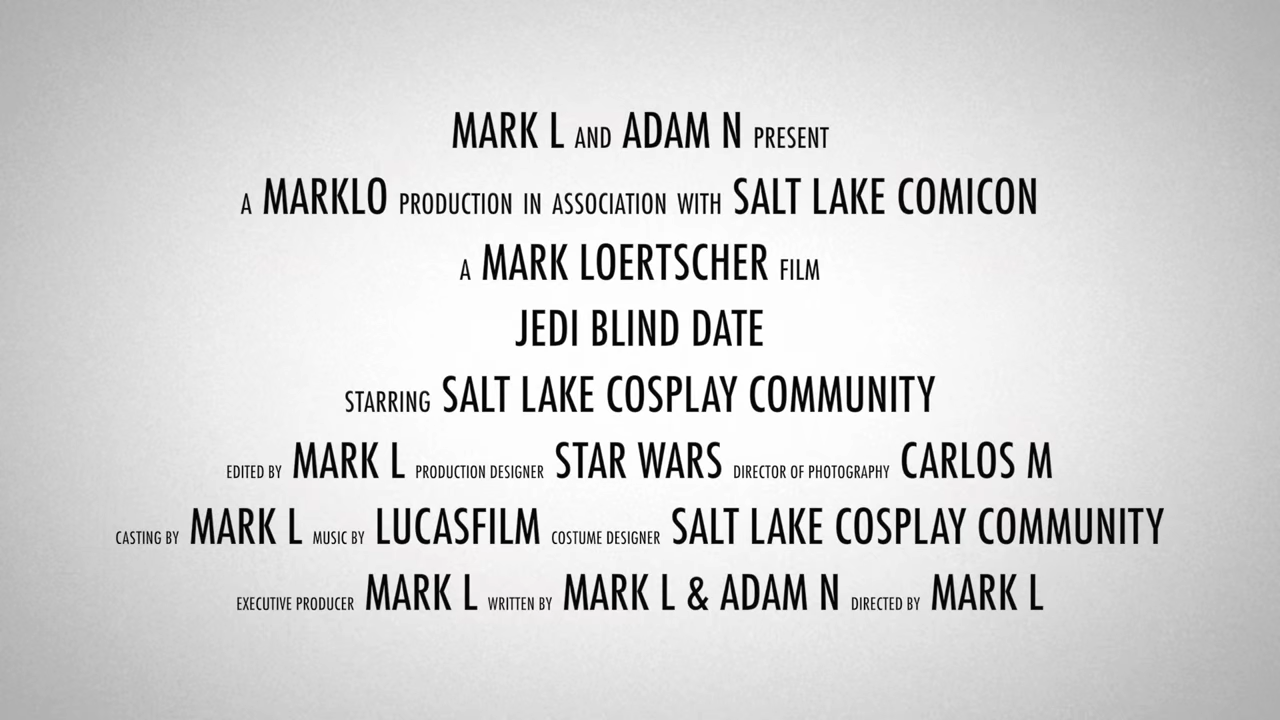 MARK L AND ADAM N PRESENT
A MARKLO PRODUCTION IN ASSOCIATION WITH SALT LAKE COMICON
A MARK LOERTSCHER FILM
JEDI BLIND DATE
STARRING SALT LAKE COSPLAY COMMUNITY
EDITED BY MARK L PRODUCTION DESIGNER STAR WARS DIRECTOR OF PHOTOGRAPHY CARLOS M
CASTING BY MARK L MUSIC BY LUCASFILM COSTUME DESIGNER SALT LAKE COSPLAY COMMUNITY
EXECUTIVE PRODUCER MARK L WRITTEN BY MARK L & ADAM N DIRECTED BY MARK L